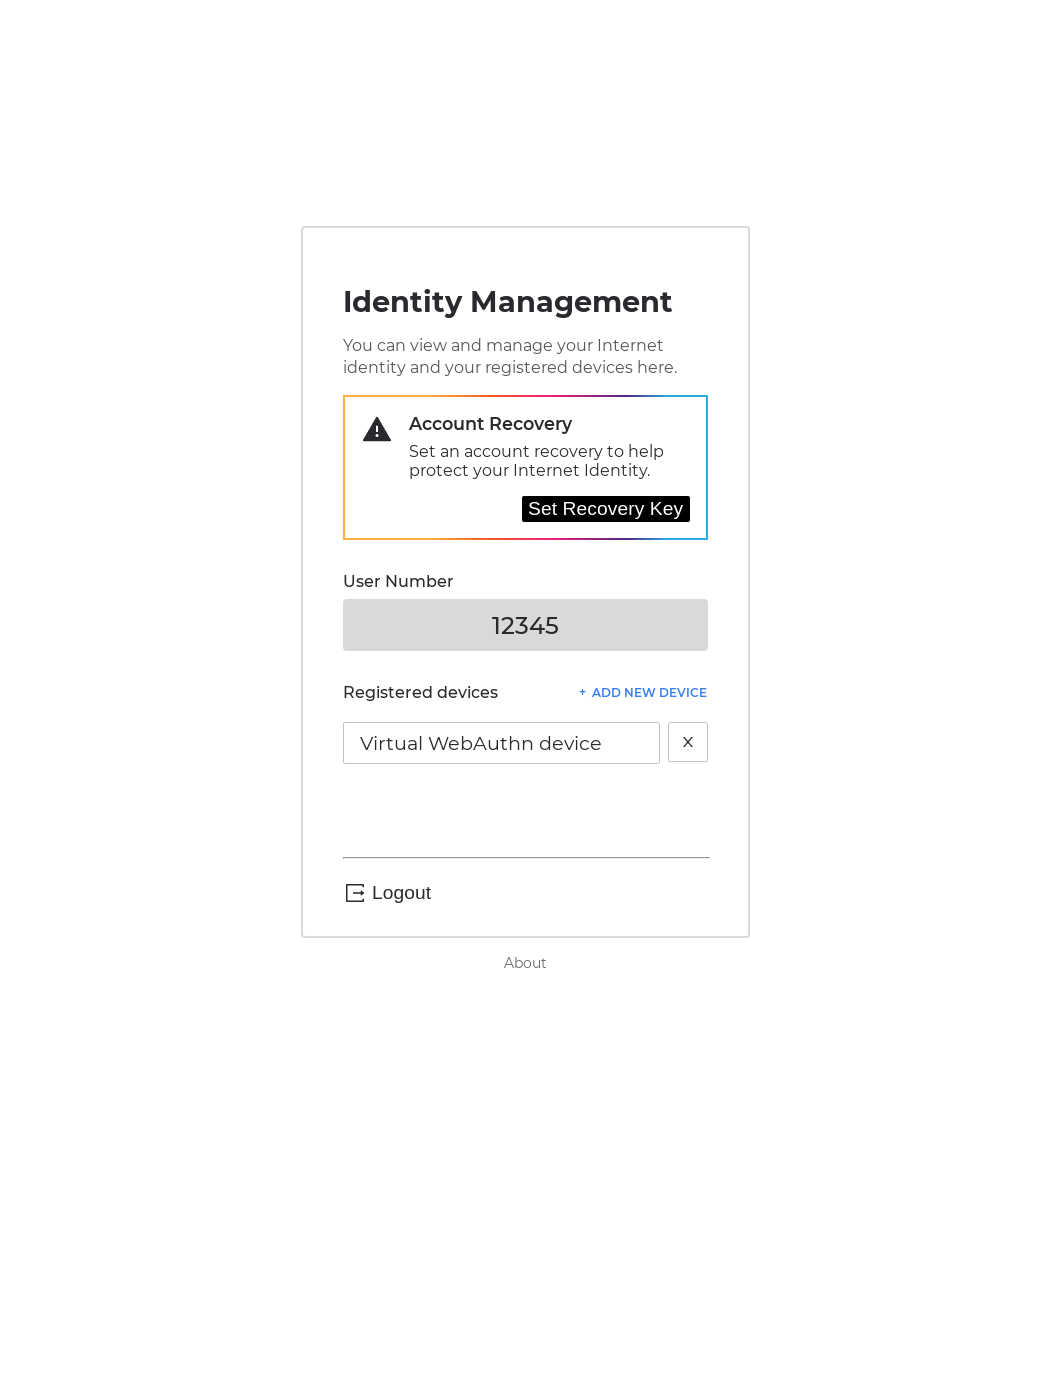 Identity Management
You can view and manage your Internet
identity and your registered devices here.
Account Recovery
Set an account recovery to help
protect your Internet Identity.
Set Recovery Key
User Number
12345
Registered devices
+ ADD NEW DEVICE
Virtual WebAuthn device
X
Logout
About